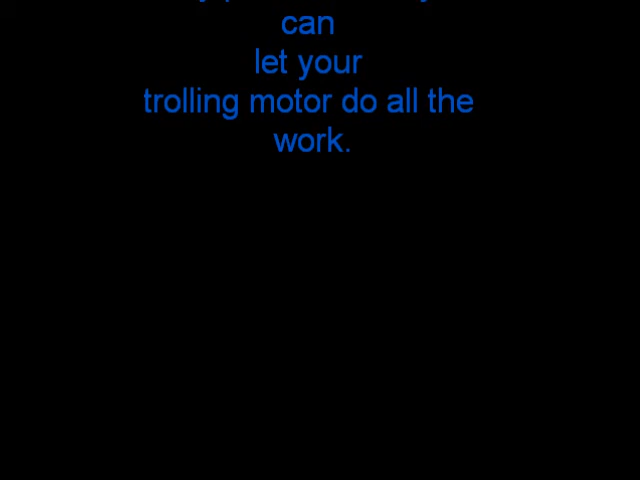 can
let your
trolling motor do all the
work.